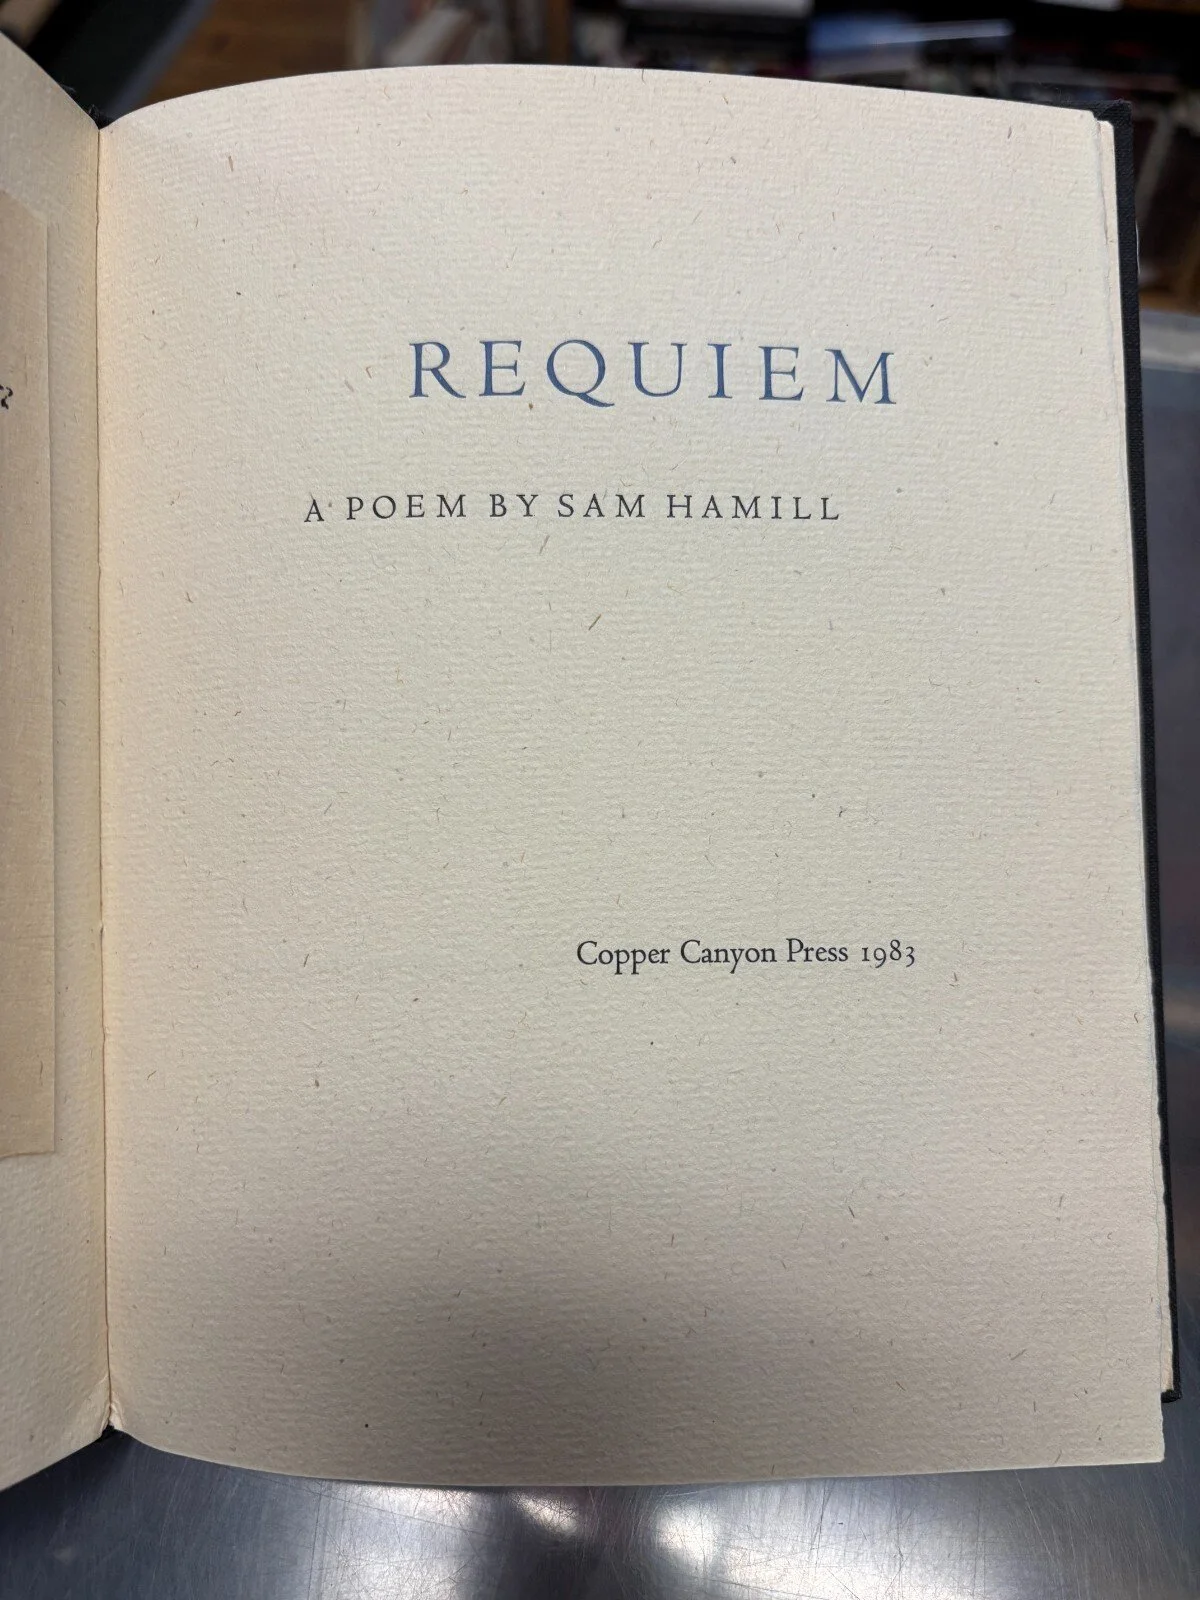 REQUIEM
A POEM BY SAM HAMILL
Copper Canyon Press 1983